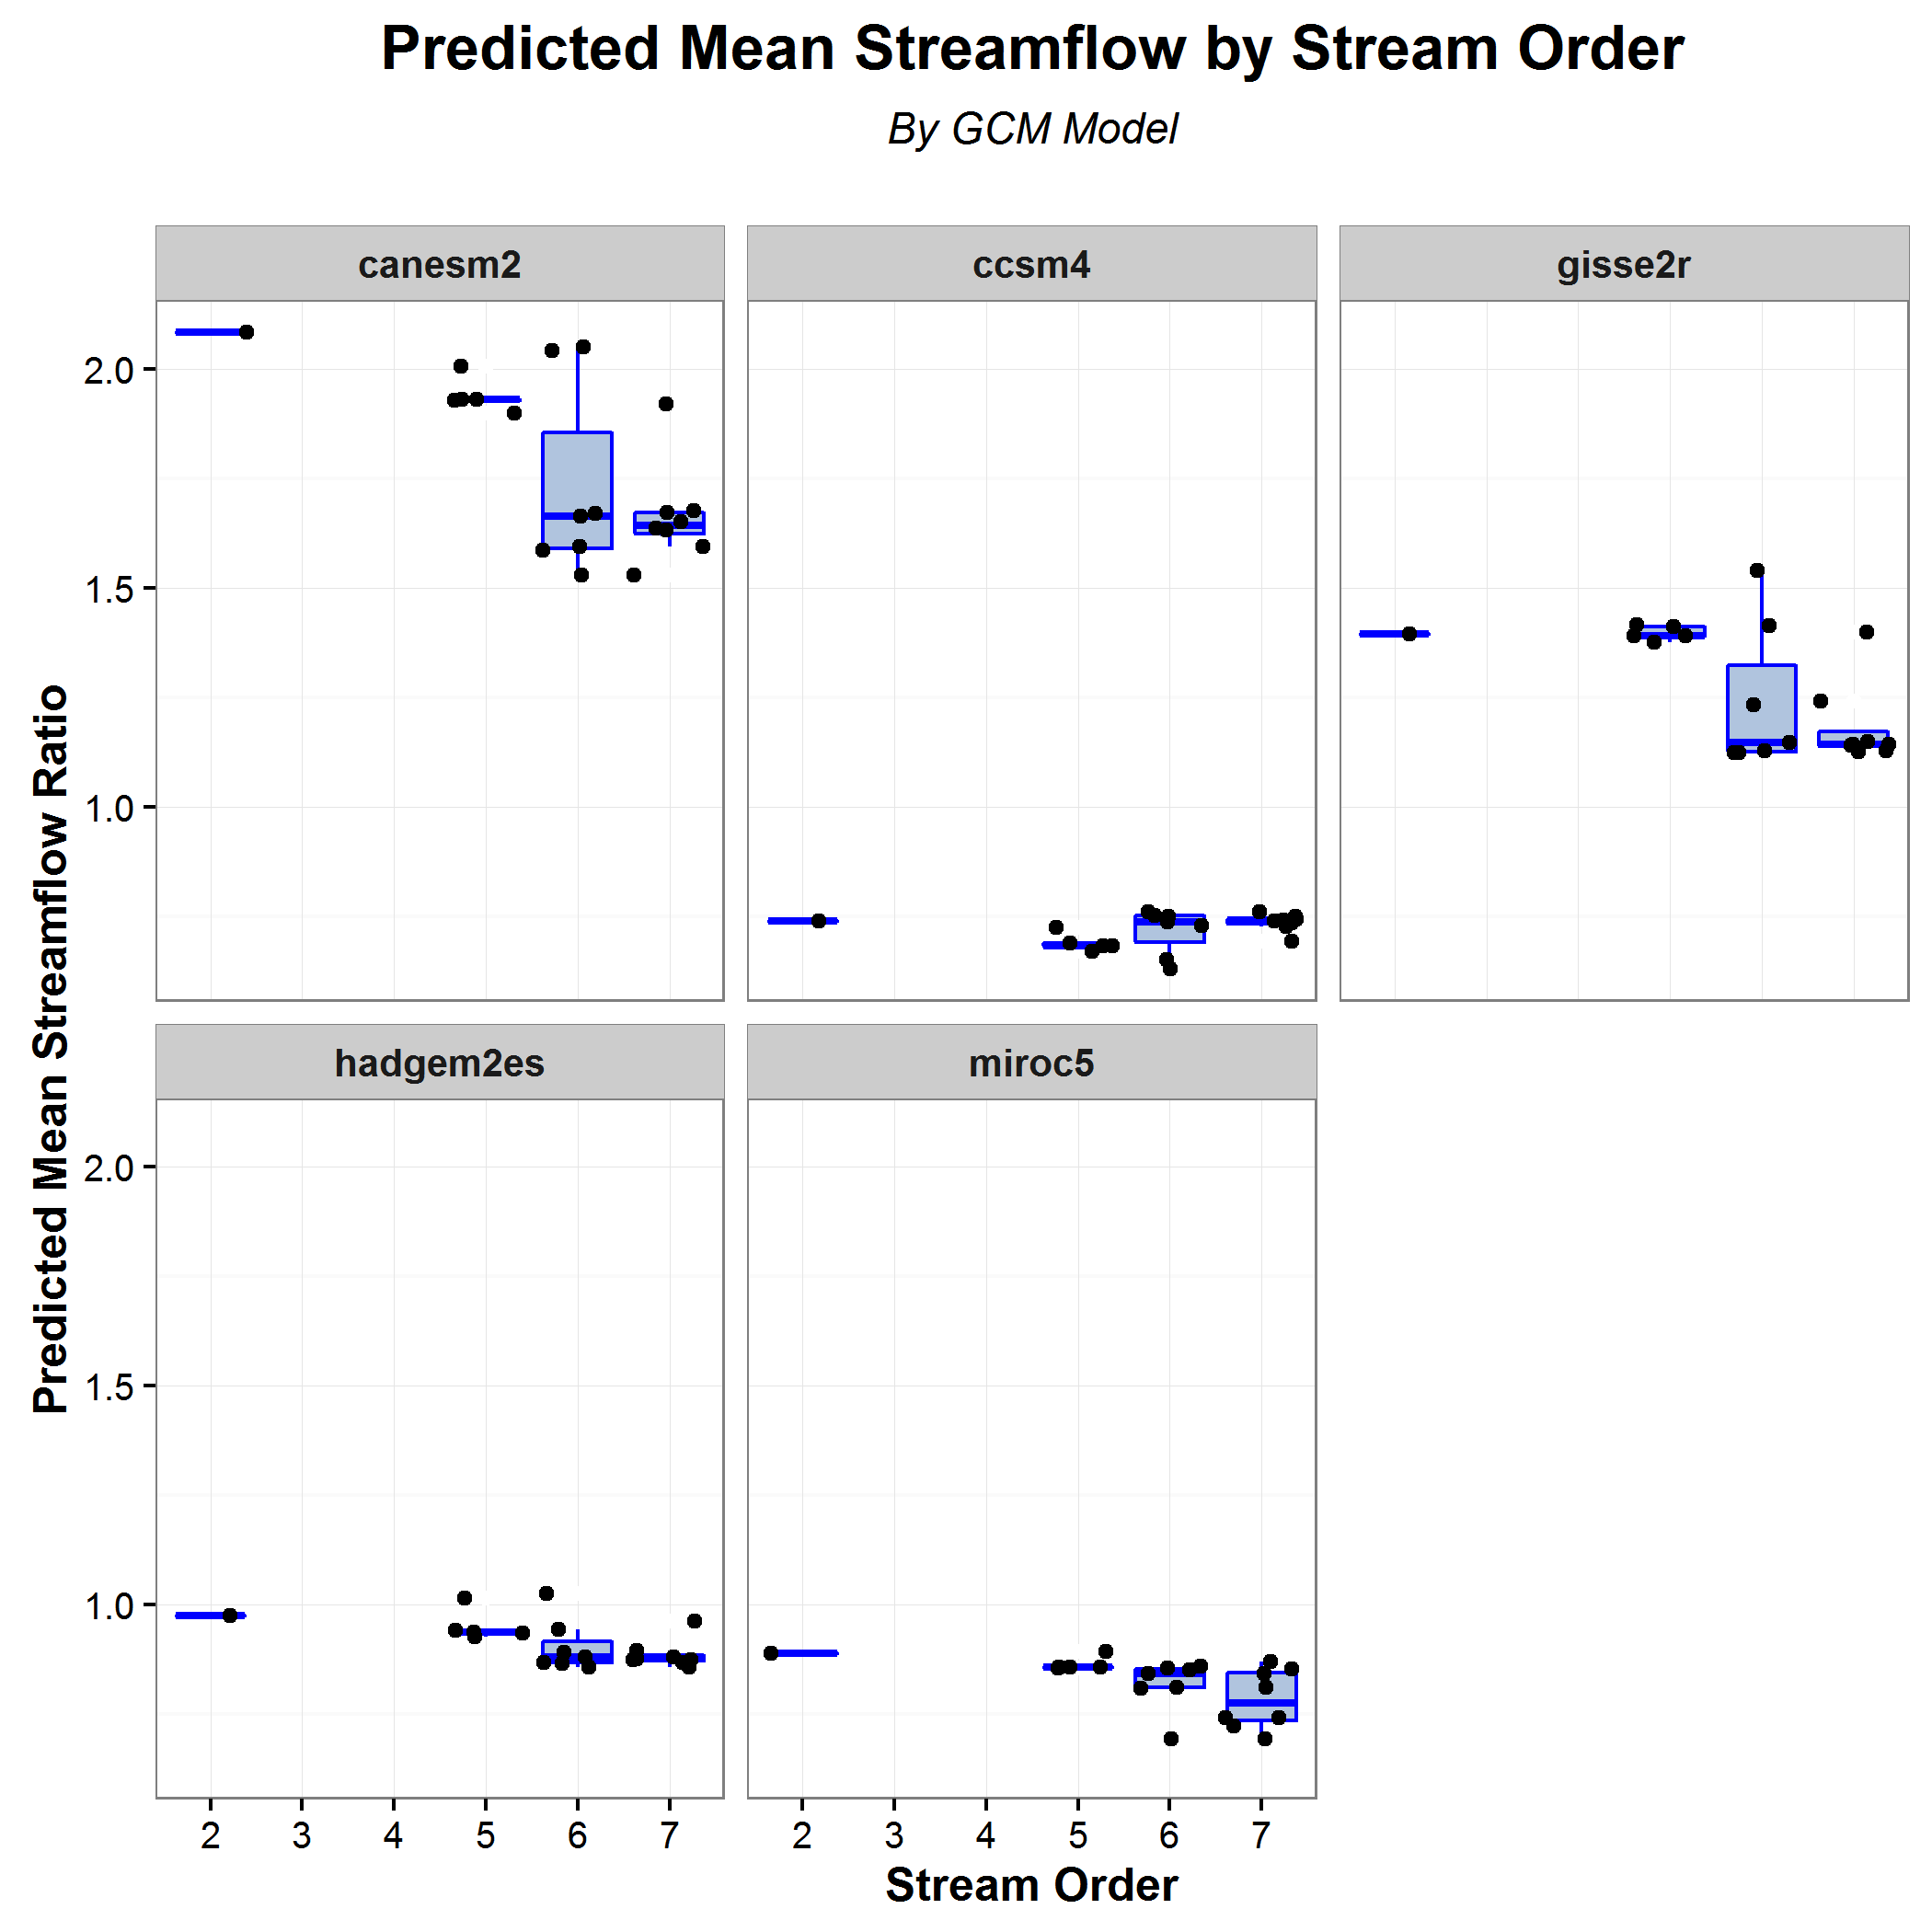 Predicted Mean Streamflow by Stream Order
By GCM Model
canesm2
ccsm4
gisse2r
2.0
1.5
1.0
Predicted Mean Streamflow Ratio
hadgem2es
miroc5
2.0
1.5
1.0
2 3 4 5 6 7
2 3 4 5 6 7
Stream Order